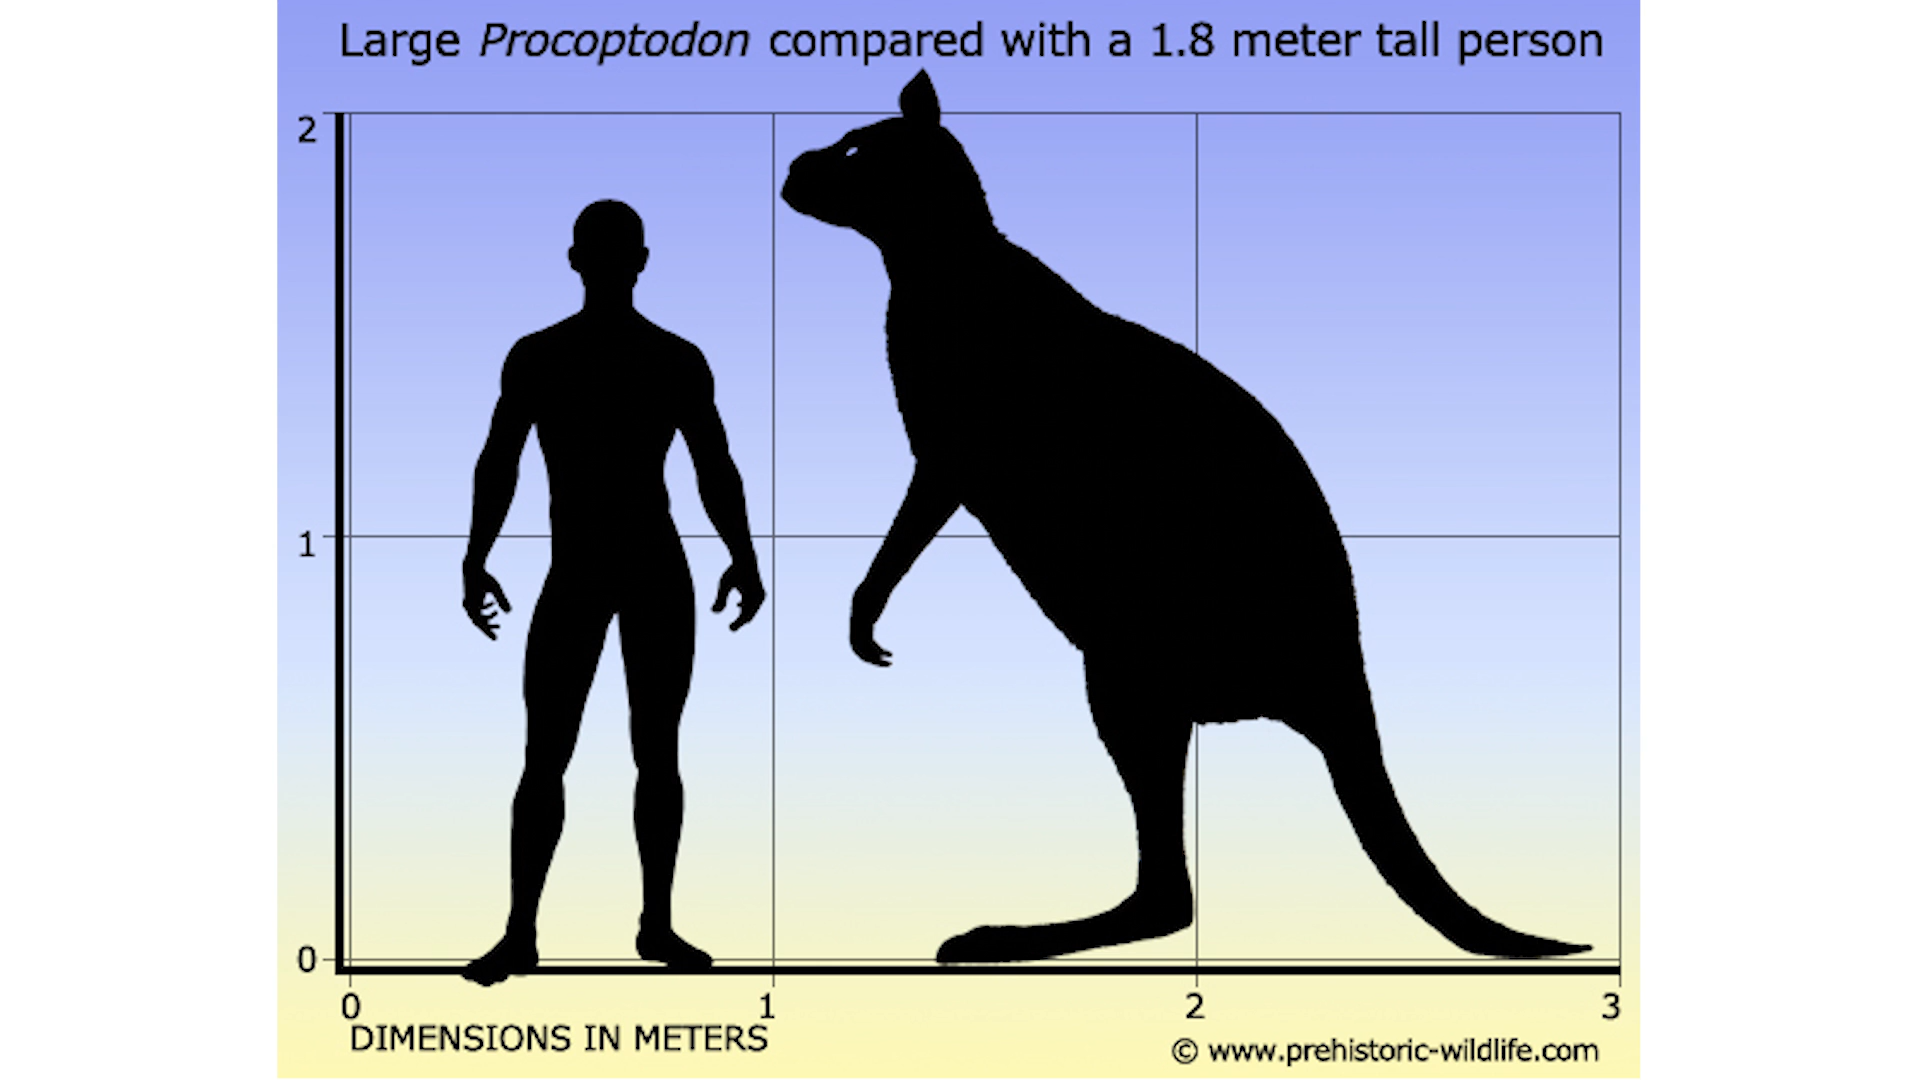 Large Procoptodon compared with a 1.8 meter tall person
2
1
0
0 1 2 3
DIMENSIONS IN METERS
© www.prehistoric-wildlife.com